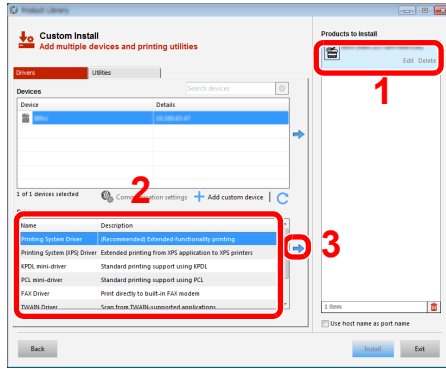 Product Library
Custom Install
Add multiple devices and printing utilities
Drivers
Utilities
Devices
Search devices
Device
Details
1 of 1 devices selected
settings
Add custom device
2
Name
Description
Printing System Driver
(Recommended) Extended-functionality printing
Printing System (XPS) Driver
Extended printing from XPS application to XPS printers
KPDL mini-driver
Standard printing support using KPDL
PCL mini-driver
Standard printing support using PCL
FAX Driver
Print directly to built-in FAX modem
TWAIN Driver
Scan from TWAIN-supported applications
3
Products to Install
Edit Delete
1
1 item
Use host name as port name
Back
Install
Exit